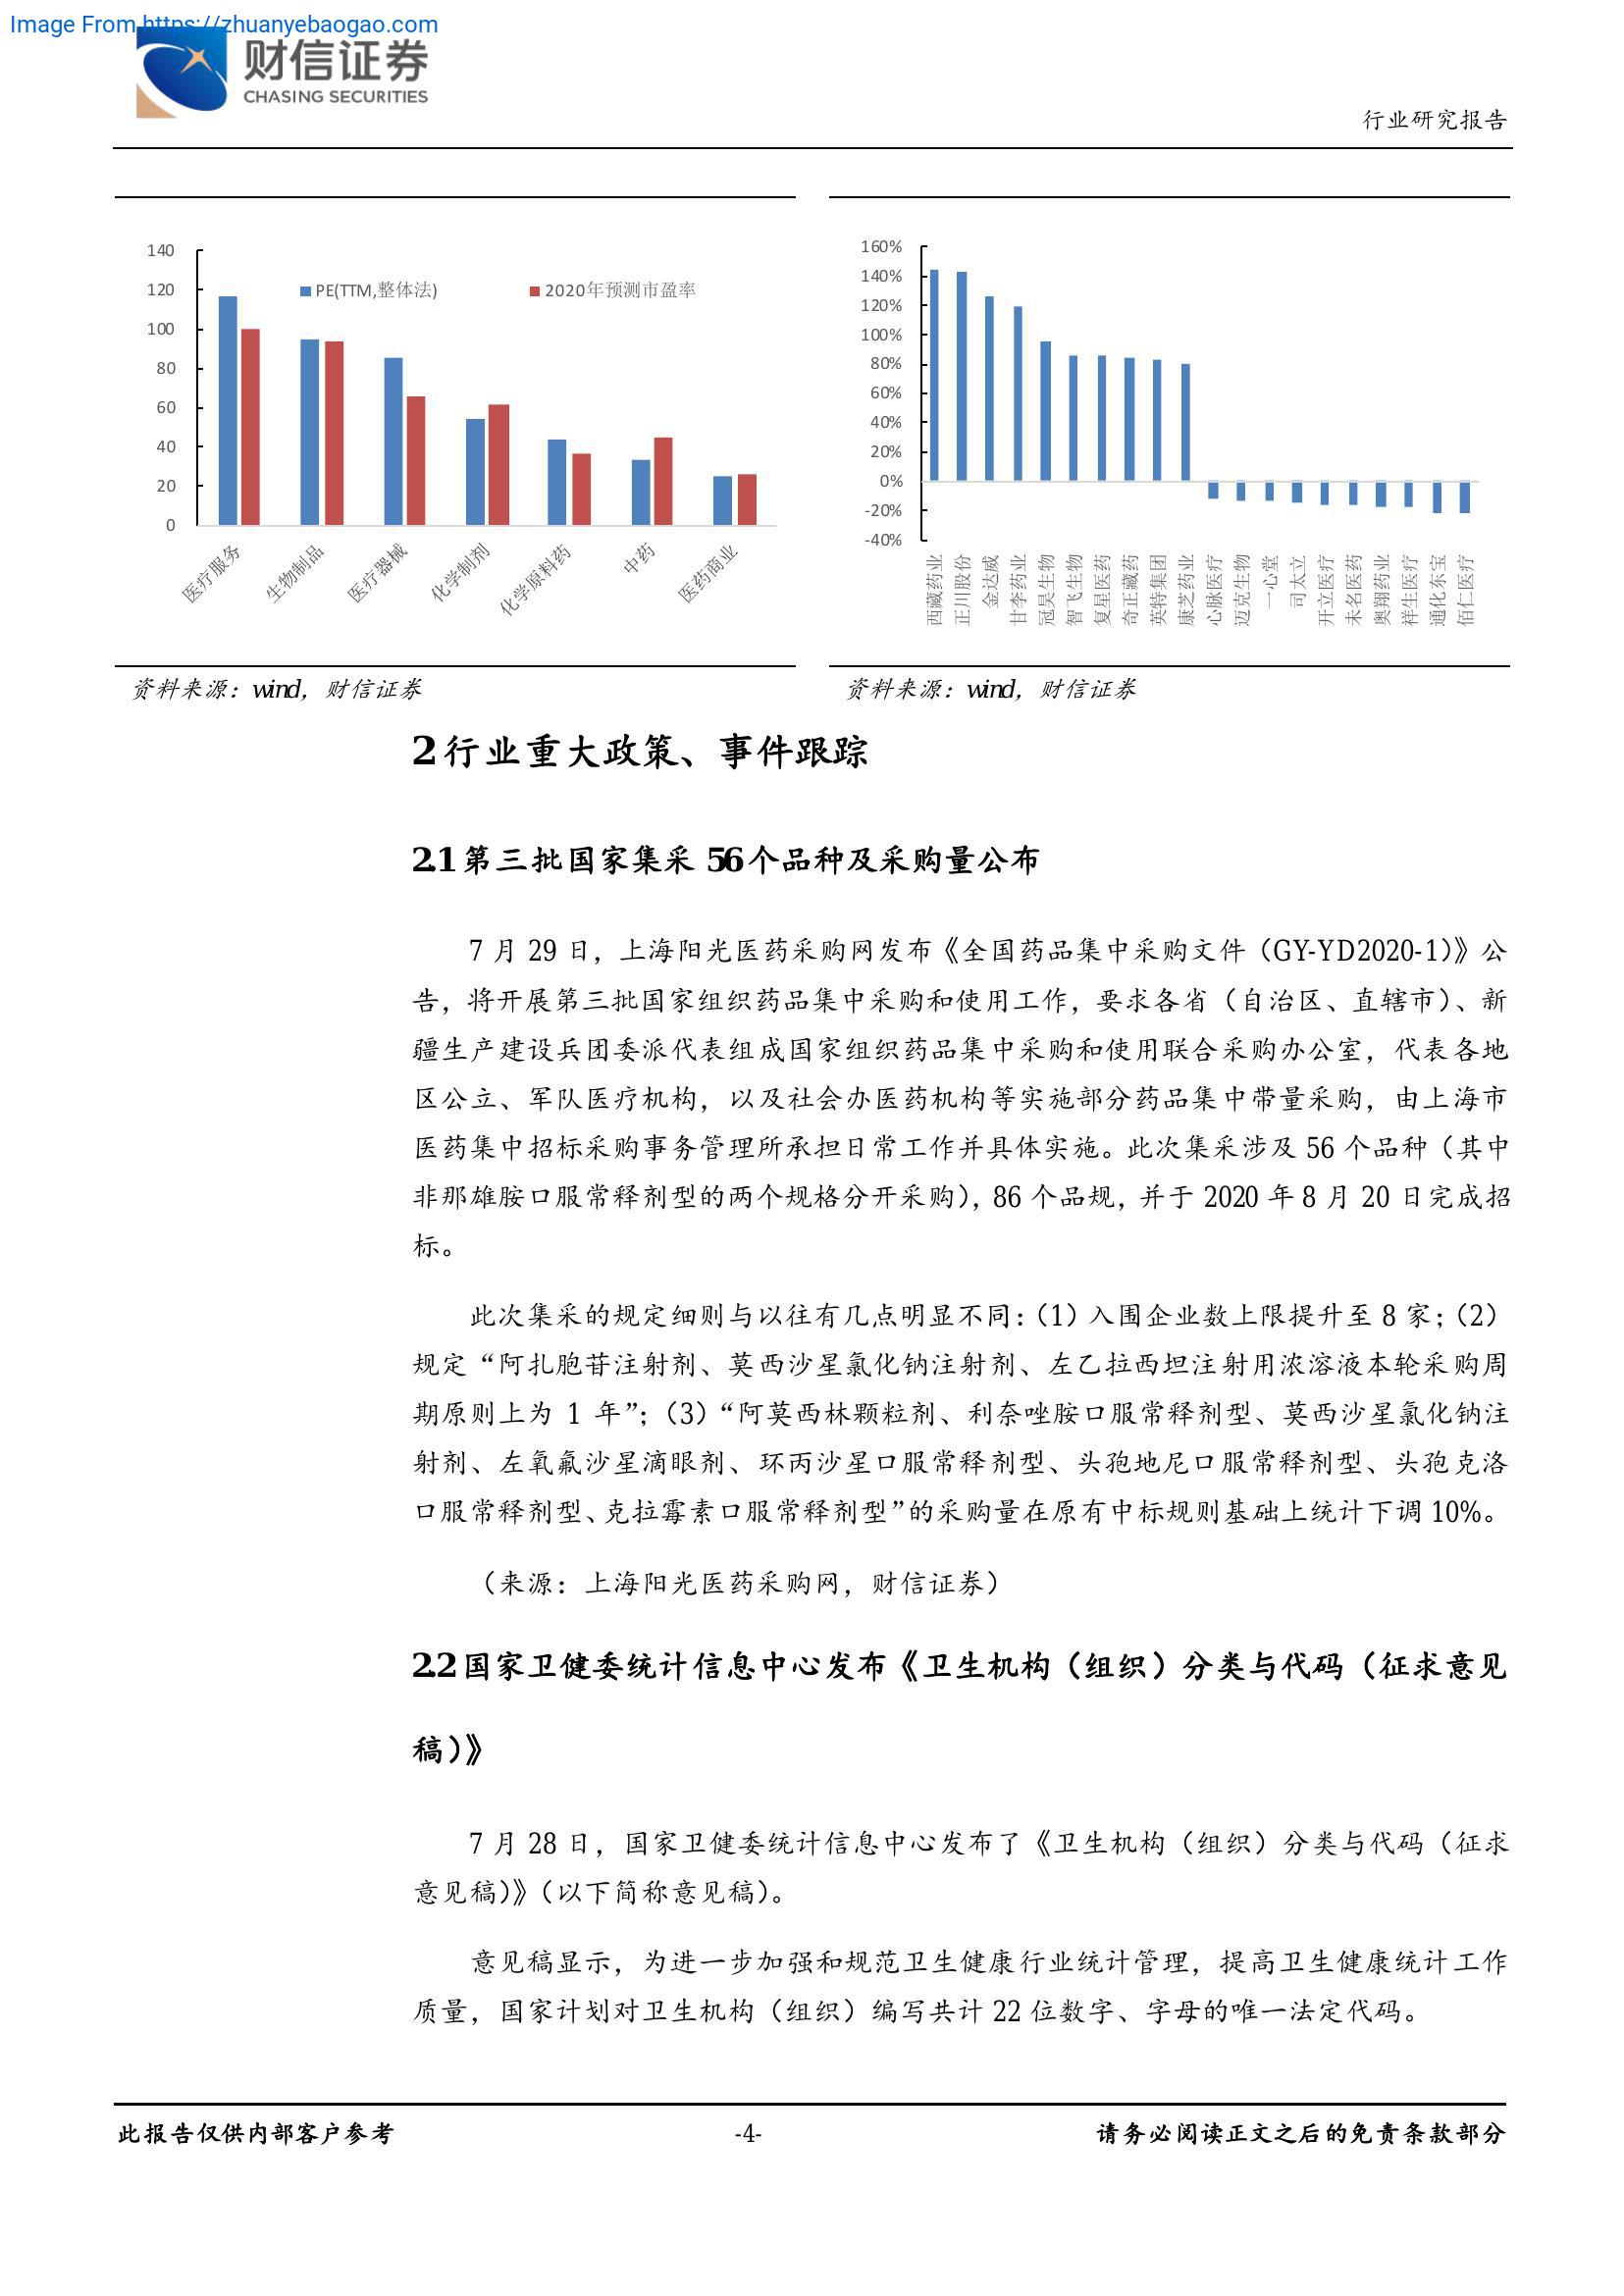 Image From https://zhuanyebaogao.com
财信证券
CHASING SECURITIES
行业研究报告
140
120
100
80
60
40
20
0
PE(TTM,整体法)
2020年预测市盈率
医疗服务
生物制品
医疗器械
化学制剂
化学原料药
中药
医药商业
160%
140%
120%
100%
80%
60%
40%
20%
0%
-20%
-40%
西藏药业
正川股份
金达威
甘李药业
冠昊生物
智飞生物
复星医药
奇正藏药
英特集团
康芝药业
心脉医疗
迈克生物
一心堂
司太立
开立医疗
未名医药
奥翔药业
祥生医疗
通化东宝
佰仁医疗
资料来源：wind，财信证券
资料来源：wind，财信证券
2 行业重大政策、事件跟踪
2.1 第三批国家集采 56 个品种及采购量公布
7 月 29 日，上海阳光医药采购网发布《全国药品集中采购文件（GY-YD2020-1）》公
告，将开展第三批国家组织药品集中采购和使用工作，要求各省（自治区、直辖市）、新
疆生产建设兵团委派代表组成国家组织药品集中采购和使用联合采购办公室，代表各地
区公立、军队医疗机构，以及社会办医药机构等实施部分药品集中带量采购，由上海市
医药集中招标采购事务管理所承担日常工作并具体实施。此次集采涉及 56 个品种（其中
非那雄胺口服常释剂型的两个规格分开采购），86 个品规，并于 2020 年 8 月 20 日完成招
标。
此次集采的规定细则与以往有几点明显不同：（1）入围企业数上限提升至 8 家；（2）
规定“阿扎胞苷注射剂、莫西沙星氯化钠注射剂、左乙拉西坦注射用浓溶液本轮采购周
期原则上为 1 年”；（3）“阿莫西林颗粒剂、利奈唑胺口服常释剂型、莫西沙星氯化钠注
射剂、左氧氟沙星滴眼剂、环丙沙星口服常释剂型、头孢地尼口服常释剂型、头孢克洛
口服常释剂型、克拉霉素口服常释剂型”的采购量在原有中标规则基础上统计下调 10%。
（来源：上海阳光医药采购网，财信证券）
2.2 国家卫健委统计信息中心发布《卫生机构（组织）分类与代码（征求意见
稿）》
7 月 28 日，国家卫健委统计信息中心发布了《卫生机构（组织）分类与代码（征求
意见稿）》（以下简称意见稿）。
意见稿显示，为进一步加强和规范卫生健康行业统计管理，提高卫生健康统计工作
质量，国家计划对卫生机构（组织）编写共计 22 位数字、字母的唯一法定代码。
此报告仅供内部客户参考
-4-
请务必阅读正文之后的免责条款部分